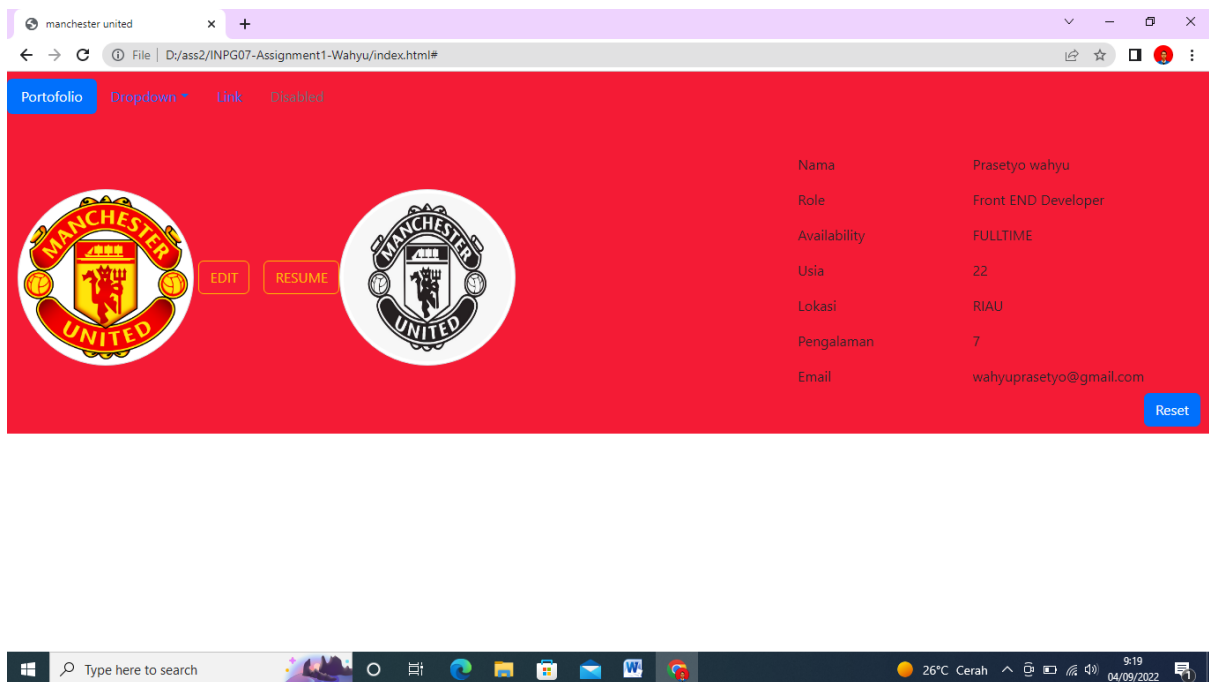 manchester united
File | D:/ass2/INPG07-Assignment1-Wahyu/index.html#
Portofolio Dropdown Link Disabled
Nama Prasetyo wahyu
Role Front END Developer
Availability FULLTIME
Usia 22
Lokasi RIAU
Pengalaman 7
Email wahyuprasetyo@gmail.com
MANCHESTER
UNITED
EDIT RESUME
MANCHESTER
UNITED
Reset
Type here to search
W
26°C Cerah
9:19
04/09/2022
1